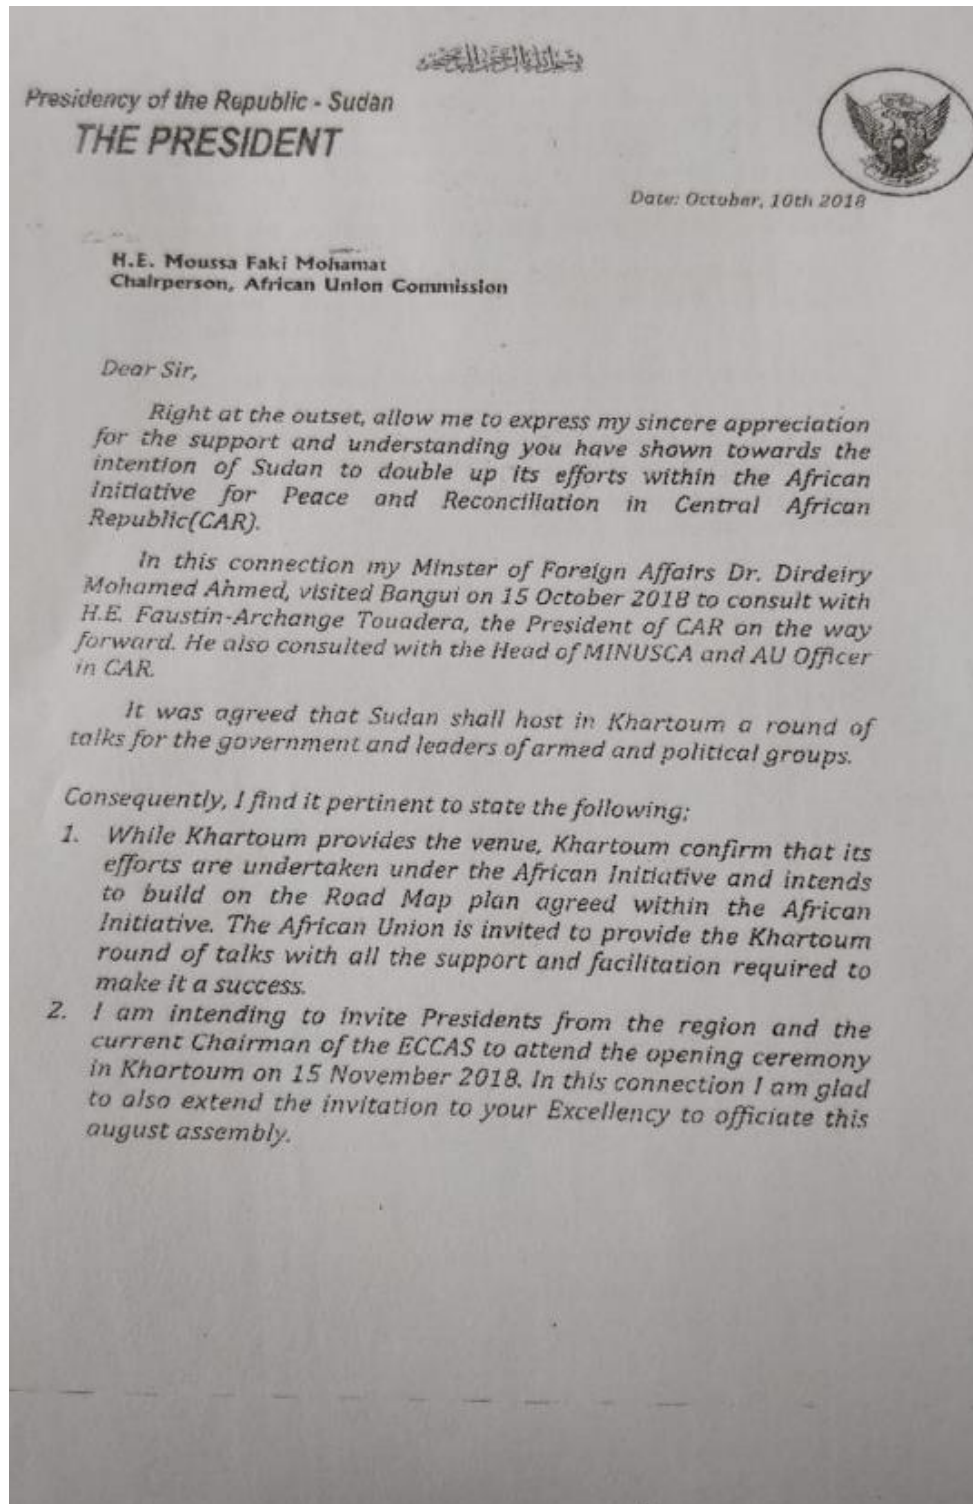 Presidency of the Republic - Sudan
THE PRESIDENT
Date: October, 10th 2018
H.E. Moussa Faki Mohamat
Chairperson, African Union Commission
Dear Sir,
Right at the outset, allow me to express my sincere appreciation
for the support and understanding you have shown towards the
intention of Sudan to double up its efforts within the African
Initiative for Peace and Reconciliation in Central African
Republic(CAR).
In this connection my Minster of Foreign Affairs Dr. Dirdeiry
Mohamed Ahmed, visited Bangui on 15 October 2018 to consult with
H.E. Faustin-Archange Touadera, the President of CAR on the way
forward. He also consulted with the Head of MINUSCA and AU Officer
in CAR.
It was agreed that Sudan shall host in Khartoum a round of
talks for the government and leaders of armed and political groups.
Consequently, I find it pertinent to state the following:
1. While Khartoum provides the venue, Khartoum confirm that its
efforts are undertaken under the African Initiative and intends
to build on the Road Map plan agreed within the African
Initiative. The African Union is invited to provide the Khartoum
round of talks with all the support and facilitation required to
make it a success.
2. I am intending to invite Presidents from the region and the
current Chairman of the ECCAS to attend the opening ceremony
in Khartoum on 15 November 2018. In this connection I am glad
to also extend the invitation to your Excellency to officiate this
august assembly.